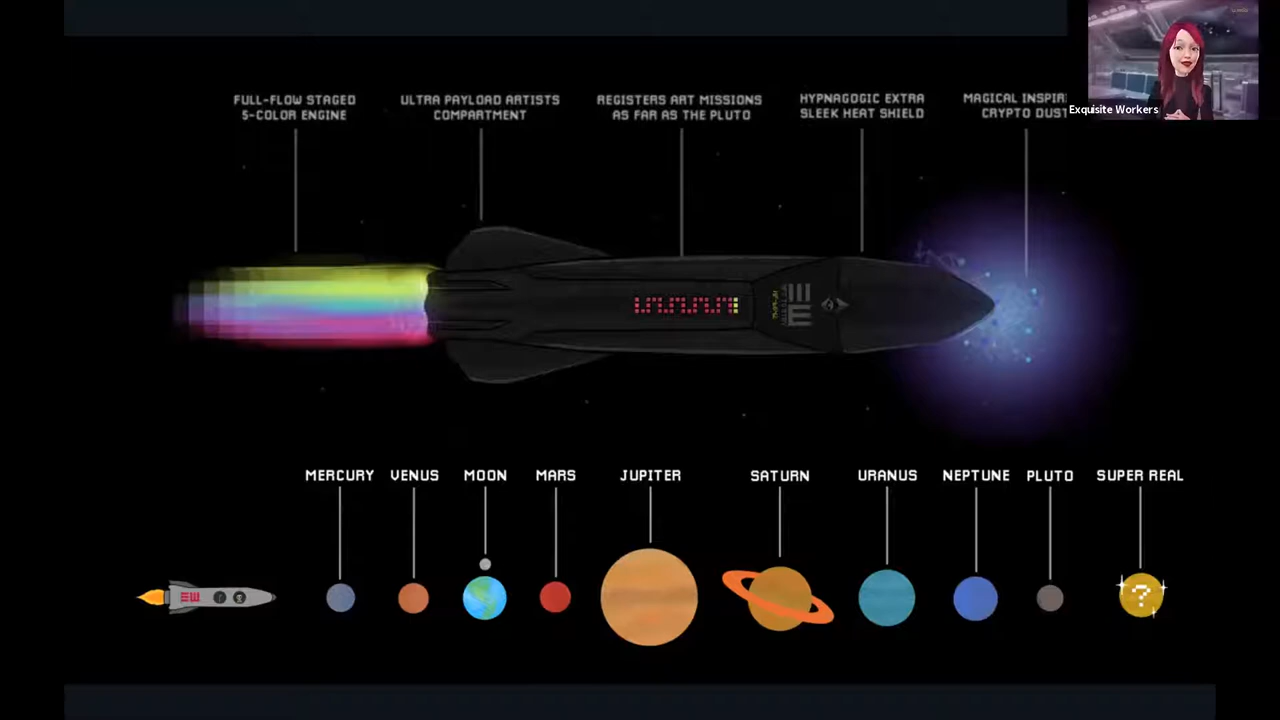 FULL-FLOW STAGED
5-COLOR ENGINE
ULTRA PAYLOAD ARTISTS
COMPARTMENT
REGISTERS ART MISSIONS
AS FAR AS THE PLUTO
HYPNAGOGIC EXTRA
SLEEK HEAT SHIELD
MAGICAL INSPIRI
CRYPTO DUST
Exquisite Workers
MERCURY
VENUS
MOON
MARS
JUPITER
SATURN
URANUS
NEPTUNE
PLUTO
SUPER REAL
?